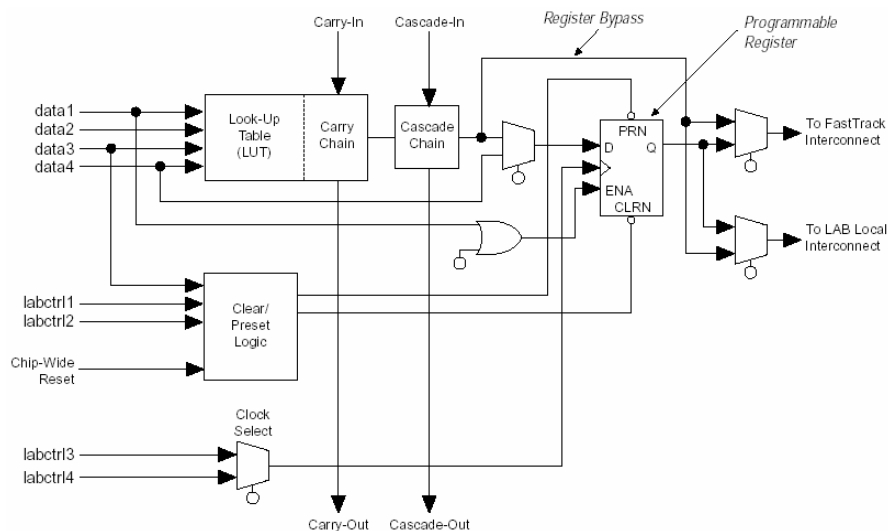 Carry-In
Cascade-In
Register Bypass
Programmable
Register
data1
data2
data3
data4
Look-Up
Table
(LUT)
Carry
Chain
Cascade
Chain
PRN
D
Q
ENA
CLRN
To FastTrack
Interconnect
To LAB Local
Interconnect
labctrl1
labctrl2
Clear/
Preset
Logic
Chip-Wide
Reset
Clock
Select
labctrl3
labctrl4
Carry-Out
Cascade-Out